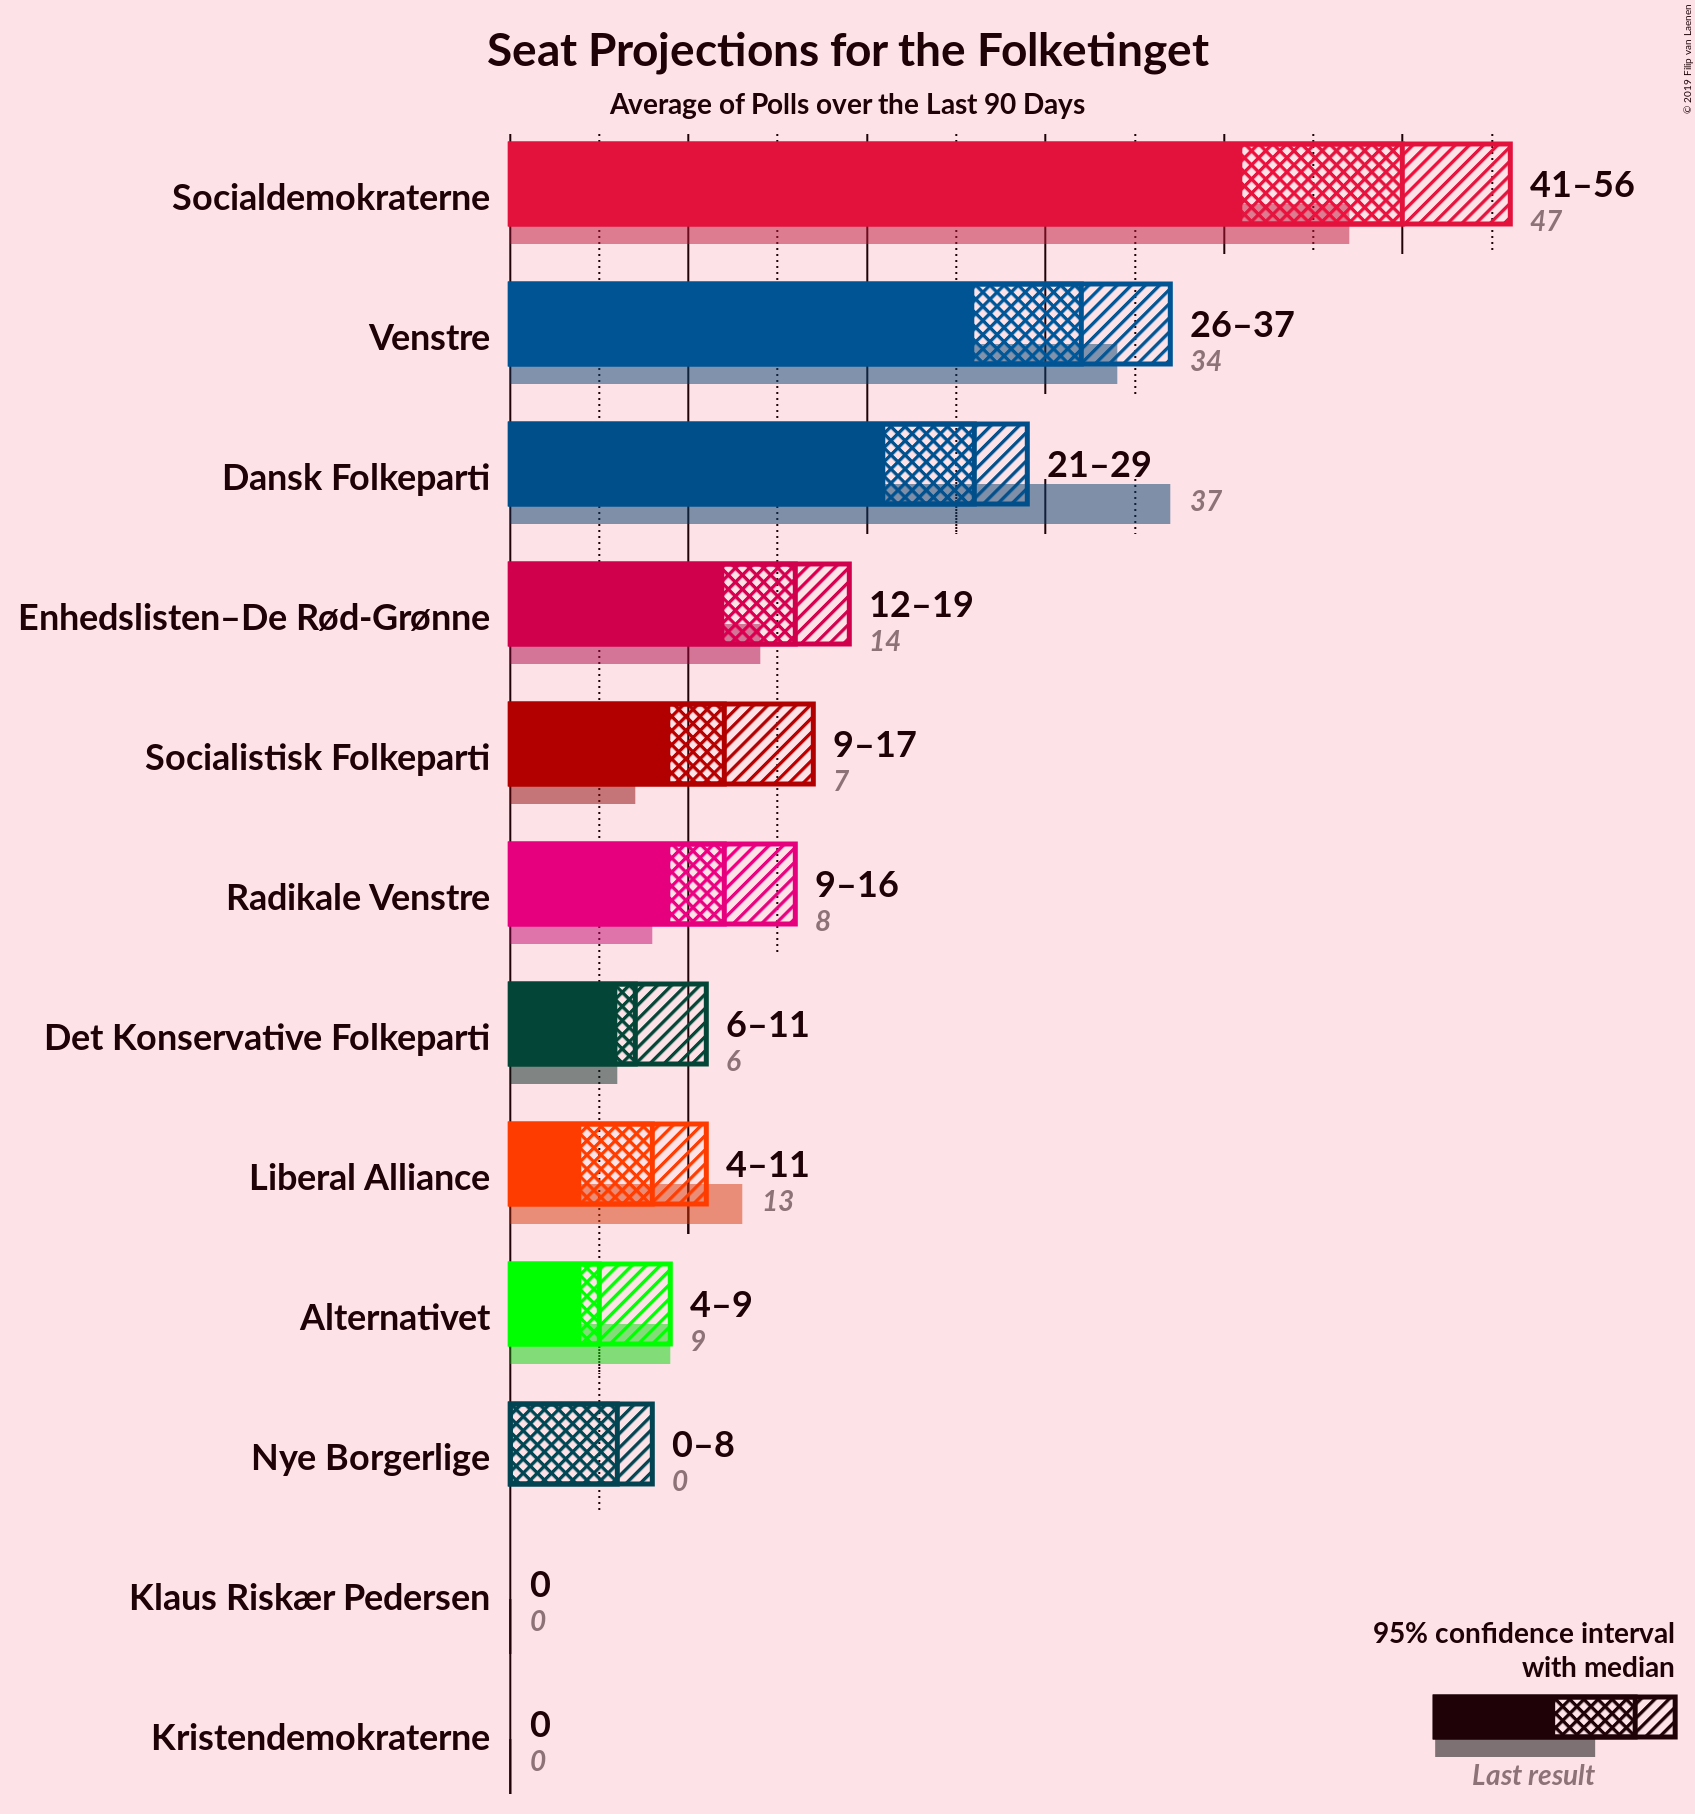 Seat Projections for the Folketinget
Average of Polls over the Last 90 Days
© 2019 Filip van Laenen
Socialdemokraterne
41–56
47
Venstre
26–37
34
Dansk Folkeparti
21–29
37
Enhedslisten–De Rød-Grønne
12–19
14
Socialistisk Folkeparti
9–17
7
Radikale Venstre
9–16
8
Det Konservative Folkeparti
6–11
6
Liberal Alliance
4–11
13
Alternativet
4–9
9
Nye Borgerlige
0–8
0
Klaus Riskær Pedersen
0
0
Kristendemokraterne
0
0
95% confidence interval
with median
Last result